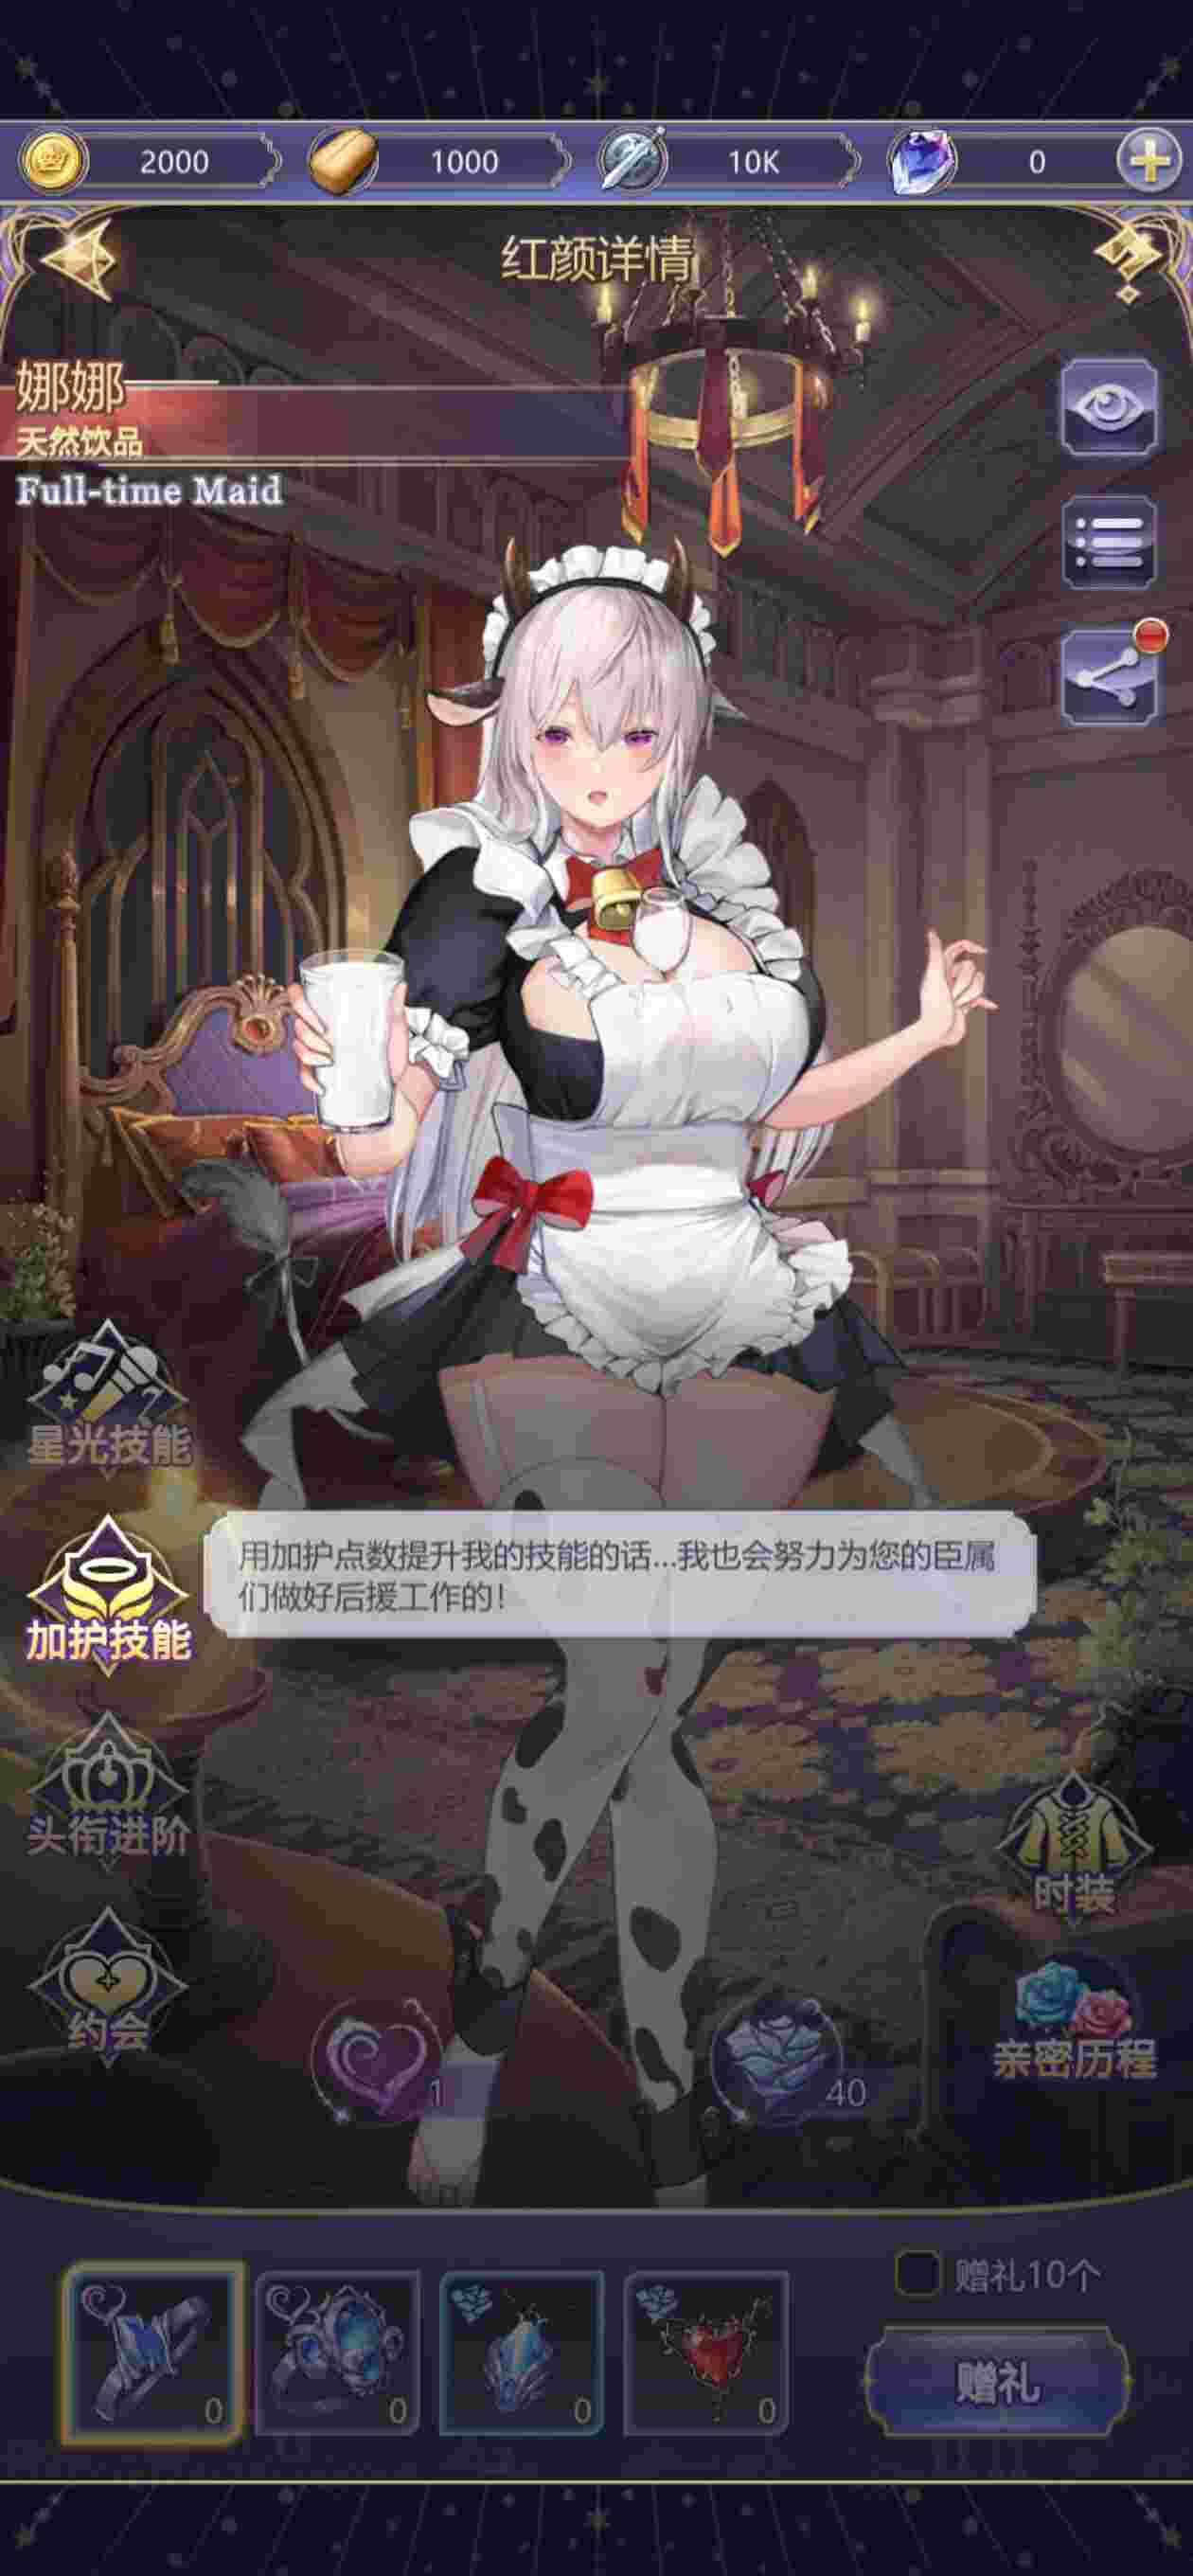 2000
1000
10K
0
红颜详情
娜娜
天然饮品
Full-time Maid
星光技能
用加护点数提升我的技能的话...我也会努力为您的臣属
们做好后援工作的！
加护技能
头衔进阶
时装
约会
亲密历程
1
40
赠礼10个
0
0
0
0
赠礼